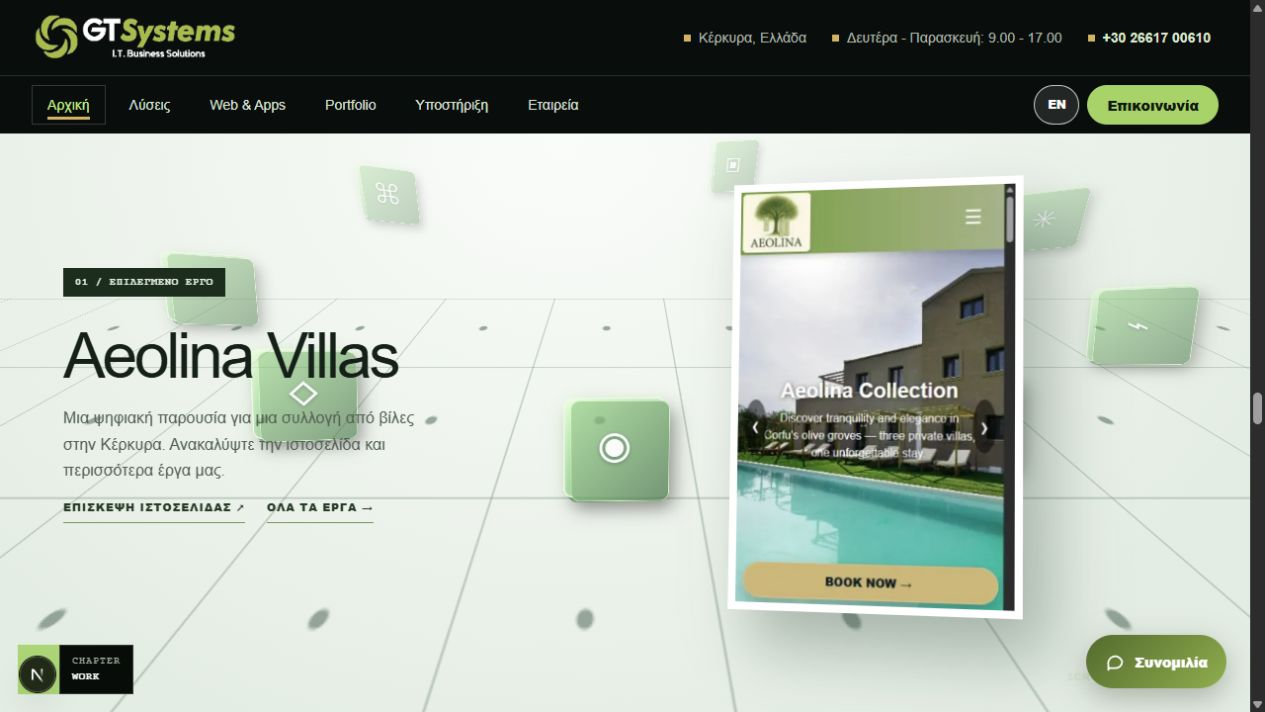 GTSystems
I.T. Business Solutions
Κέρκυρα, Ελλάδα
Δευτέρα - Παρασκευή: 9.00 - 17.00
+30 26617 00610
Αρχική
Λύσεις
Web & Apps
Portfolio
Υποστήριξη
Εταιρεία
EN
Επικοινωνία
01 / ΕΠΙΛΕΓΜΕΝΟ ΕΡΓΟ
Aeolina Villas
Μια ψηφιακή παρουσία για μια συλλογή από βίλες
στην Κέρκυρα. Ανακαλύψτε την ιστοσελίδα και
περισσότερα έργα μας.
ΕΠΙΣΚΕΨΗ ΙΣΤΟΣΕΛΙΔΑΣ ↗
ΟΛΑ ΤΑ ΕΡΓΑ →
AEOLINA
Aeolina Collection
Discover tranquility and elegance in
Corfu's olive groves — three private villas,
one unforgettable stay
BOOK NOW →
N
CHAPTER
WORK
Συνομιλία